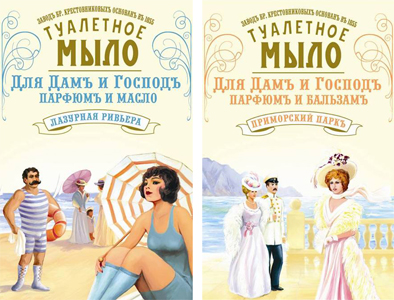 ЗАВОДЪ БР. КРЕСТОВНИКОВЫХЪ ОСНОВАНЪ ВЪ 1855
ТУАЛЕТНОЕ
МЫЛО
Для Дамъ и Господъ
ПАРФЮМЪ И МАСЛО
ЛАЗУРНАЯ РИВЬЕРА
ЗАВОДЪ БР. КРЕСТОВНИКОВЫХЪ ОСНОВАНЪ ВЪ 1855
ТУАЛЕТНОЕ
МЫЛО
Для Дамъ и Господъ
ПАРФЮМЪ И БАЛЬЗАМЪ
ПРИМОРСКИЙ ПАРКЪ